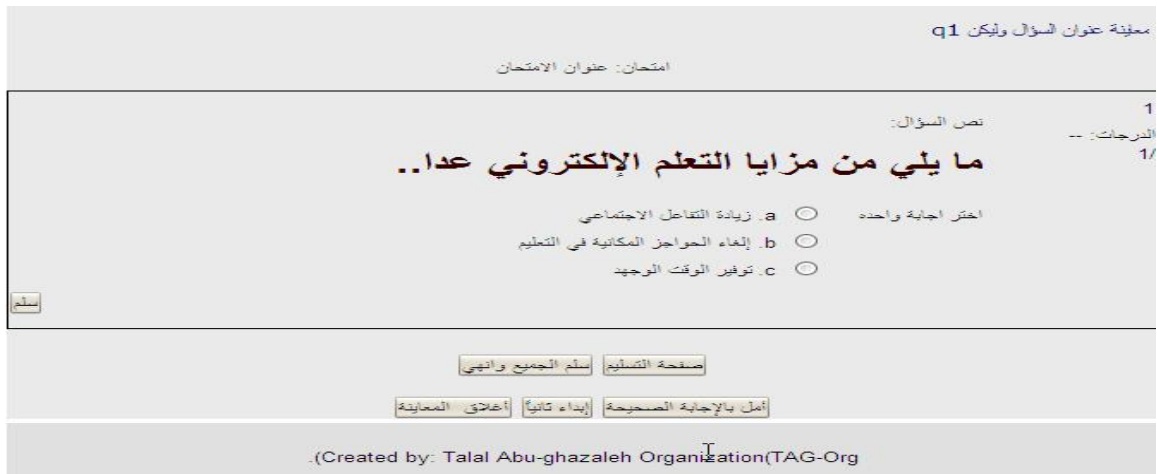 معاينة عنوان السؤال وليكن q1
امتحان: عنوان الامتحان
1
الدرجات: --
/1
نص السؤال:
ما يلي من مزايا التعلم الإلكتروني عدا..
اختر اجابة واحده
a. زيادة التفاعل الاجتماعي
b. إلغاء الحواجز المكانية في التعليم
c. توفير الوقت الوجهد
سلم
صفحة التسليم سلم الجميع وانهي
أمل بالإجابة الصحيحة إبداء ثانياً أغلاق المعاينة
.(Created by: Talal Abu-ghazaleh Organization(TAG-Org